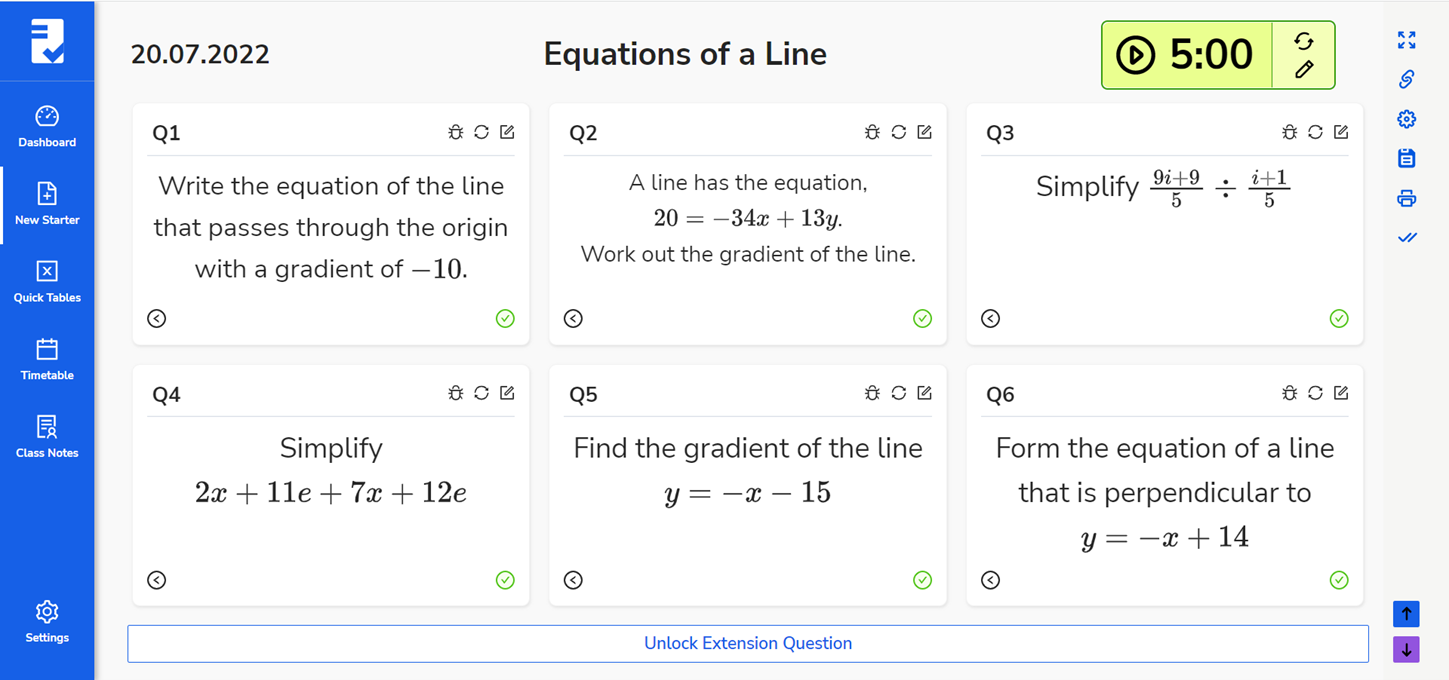 20.07.2022
Equations of a Line
5:00
Dashboard
New Starter
Quick Tables
Timetable
Class Notes
Settings
Q1
Write the equation of the line
that passes through the origin
with a gradient of −10.
Q2
A line has the equation,
20 = −34x + 13y.
Work out the gradient of the line.
Q3
Simplify (9i+9)/5 ÷ (i+1)/5
Q4
Simplify
2x + 11e + 7x + 12e
Q5
Find the gradient of the line
y = −x − 15
Q6
Form the equation of a line
that is perpendicular to
y = −x + 14
Unlock Extension Question